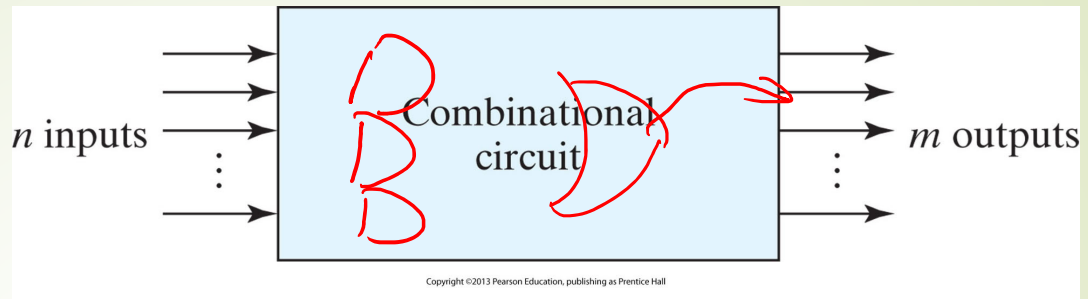 n inputs
Combinational
circuit
m outputs
Copyright ©2013 Pearson Education, publishing as Prentice Hall